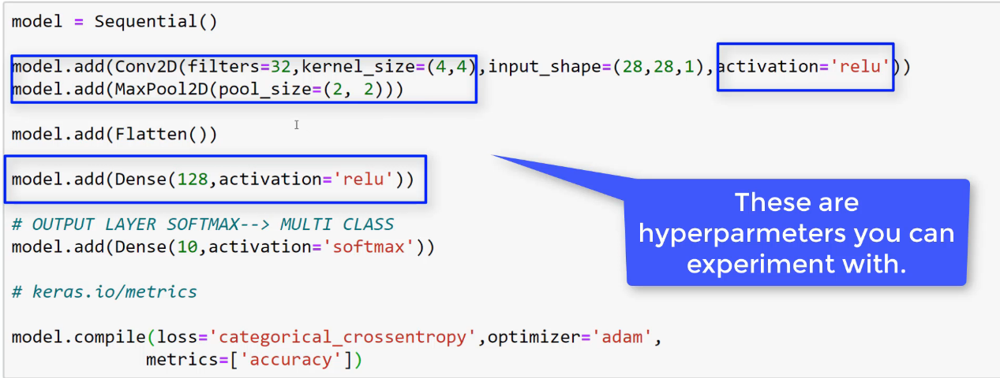 model = Sequential()
model.add(Conv2D(filters=32,kernel_size=(4,4),input_shape=(28,28,1),activation='relu'))
model.add(MaxPool2D(pool_size=(2, 2)))
model.add(Flatten())
model.add(Dense(128,activation='relu'))
# OUTPUT LAYER SOFTMAX--> MULTI CLASS
model.add(Dense(10,activation='softmax'))
# keras.io/metrics
model.compile(loss='categorical_crossentropy',optimizer='adam',
metrics=['accuracy'])
These are
hyperparmeters you can
experiment with.